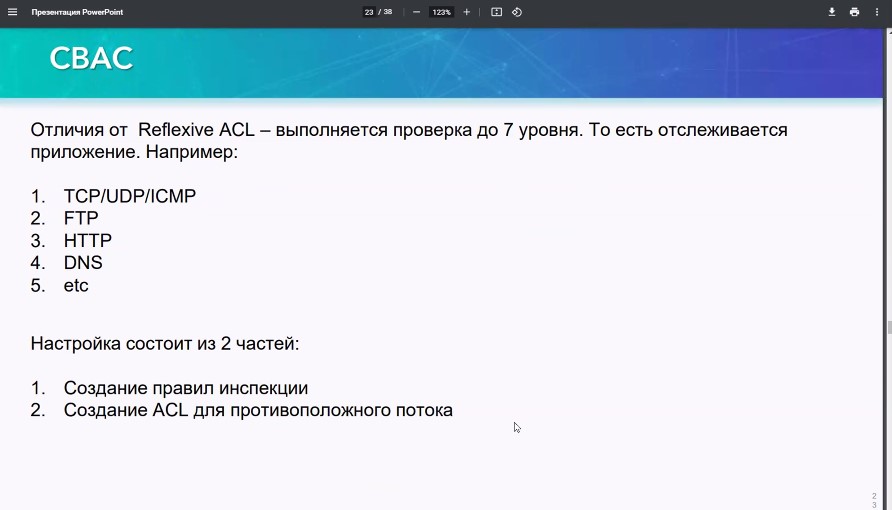 Презентация PowerPoint
23 / 38
123%
CBAC
Отличия от Reflexive ACL – выполняется проверка до 7 уровня. То есть отслеживается
приложение. Например:
1. TCP/UDP/ICMP
2. FTP
3. HTTP
4. DNS
5. etc
Настройка состоит из 2 частей:
1. Создание правил инспекции
2. Создание ACL для противоположного потока
2
3